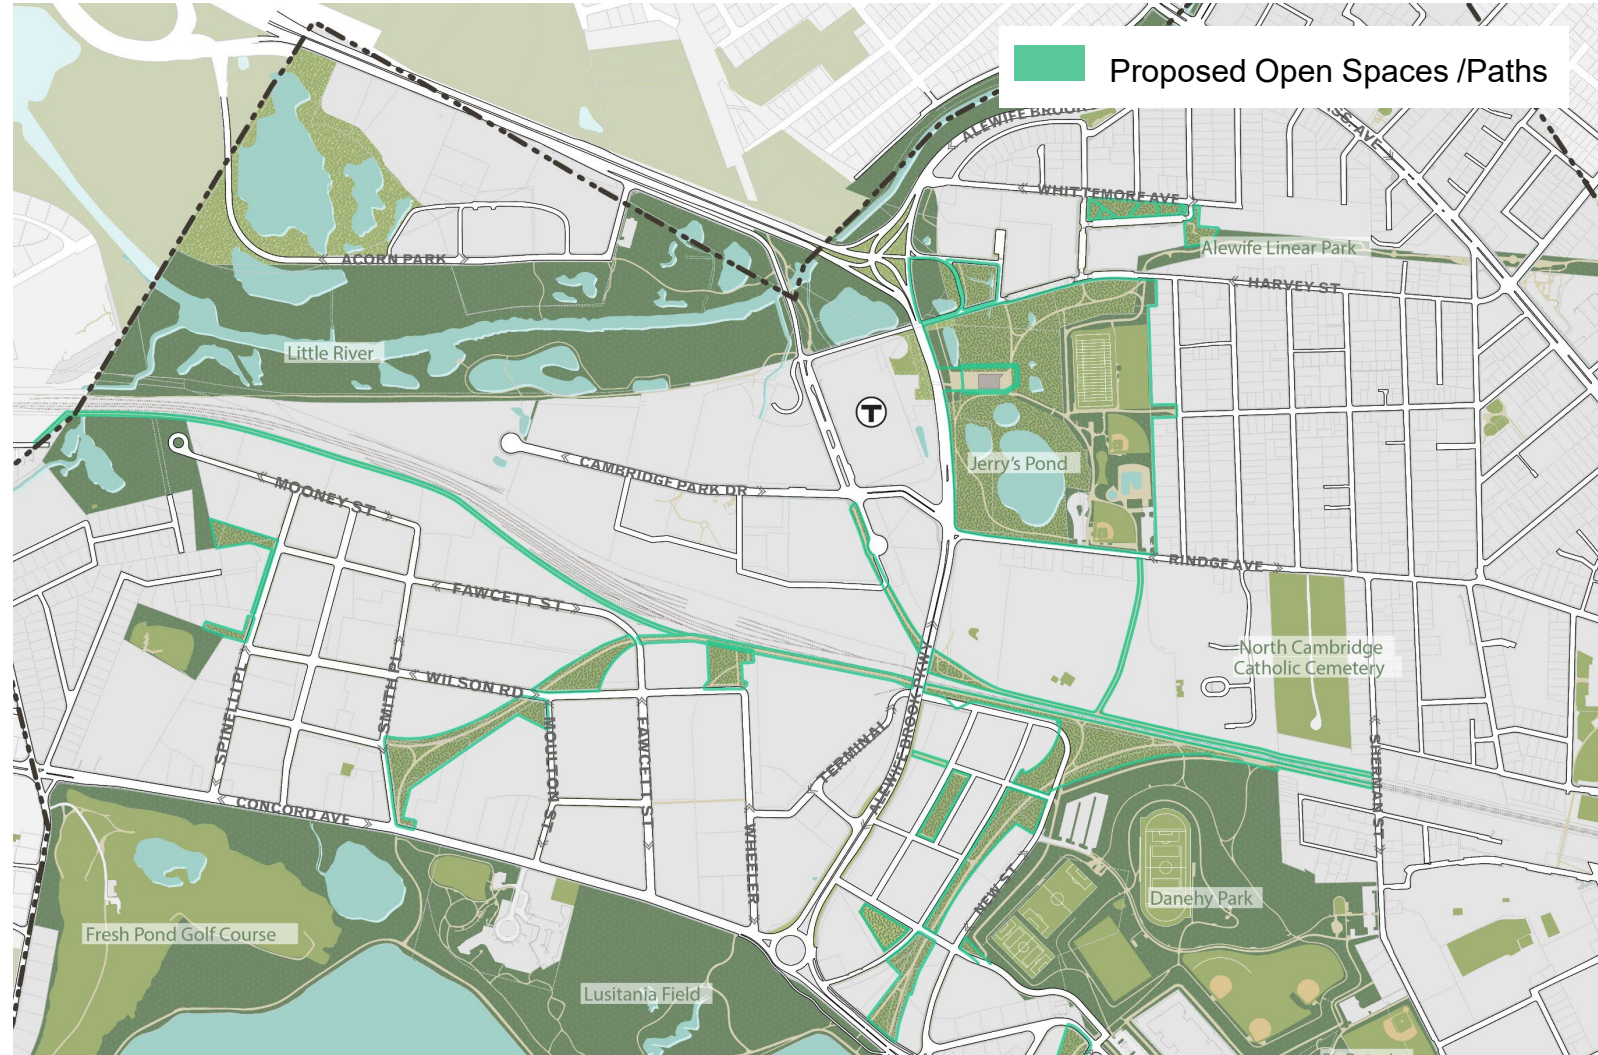 Proposed Open Spaces /Paths
ALEWIFE BROOK
SS. AVE
WHITTEMORE AVE
Alewife Linear Park
ACORN PARK
HARVEY ST
Little River
T
CAMBRIDGE PARK DR
Jerry's Pond
MOONEY ST
RINDGE AVE
FAWCETT ST
North Cambridge
Catholic Cemetery
WILSON RD
SPINELLI PL
SMITH PL
MOULTON ST
FAWCETT ST
TERMINAL
ALEWIFE BROOK PKWY
SHERMAN ST
CONCORD AVE
WHEELER
NEW ST
Danehy Park
Fresh Pond Golf Course
Lusitania Field